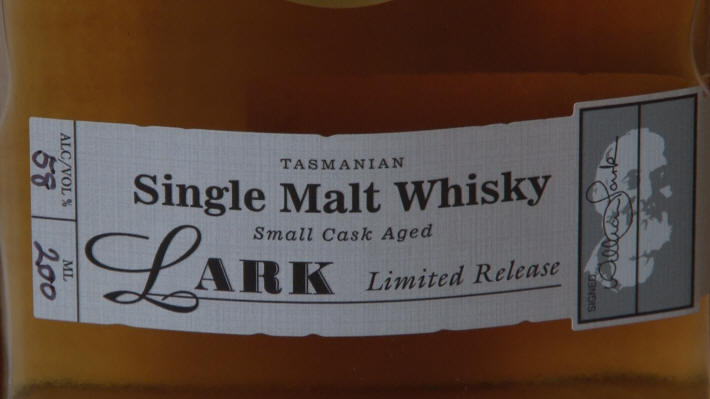 ALC/VOL %
58
ML
200
TASMANIAN
Single Malt Whisky
Small Cask Aged
LARK
Limited Release
SIGNED